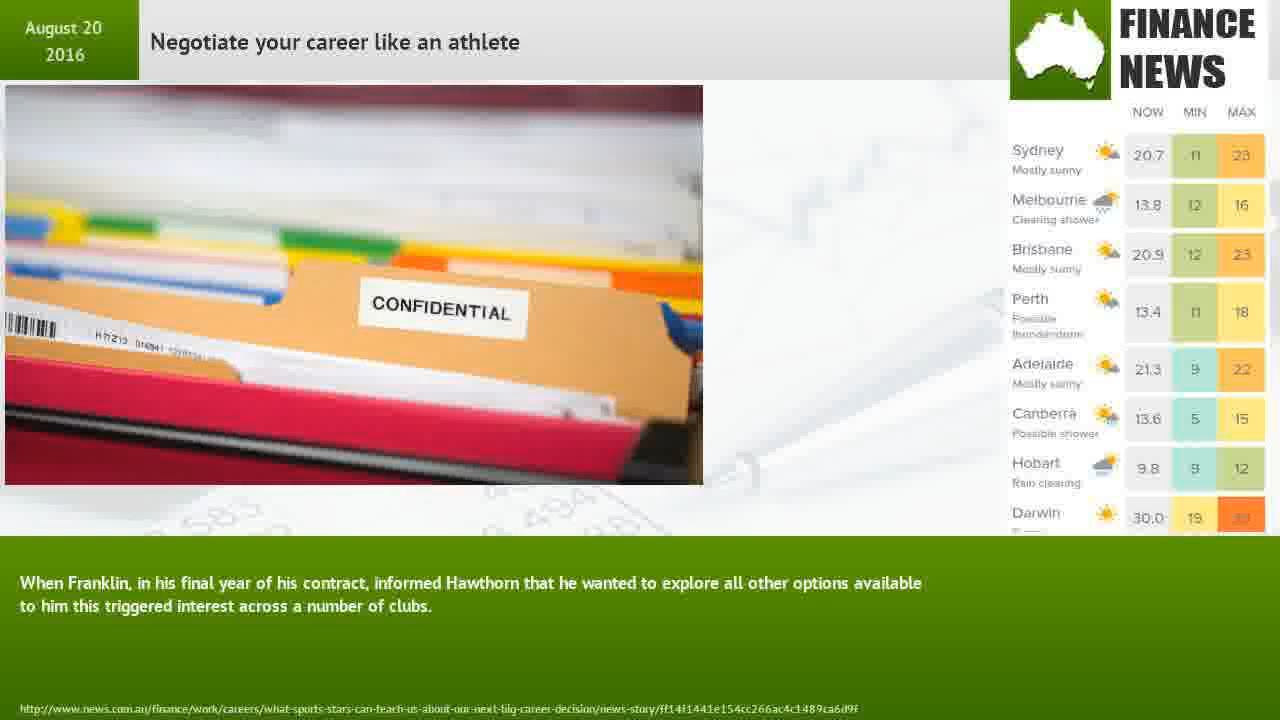 August 20
2016
Negotiate your career like an athlete
FINANCE
NEWS
NOW MIN MAX
Sydney 20.7 11 23
Mostly sunny
Melbourne 13.8 12 16
Clearing shower
Brisbane 20.9 12 23
Mostly sunny
Perth 13.4 11 18
Possible
thunderstorm
Adelaide 21.3 9 22
Mostly sunny
Canberra 13.6 5 15
Possible shower
Hobart 9.8 9 12
Rain clearing
Darwin 30.0 19
CONFIDENTIAL
When Franklin, in his final year of his contract, informed Hawthorn that he wanted to explore all other options available
to him this triggered interest across a number of clubs.
http://www.news.com.au/finance/work/careers/what-sports-stars-can-teach-us-about-our-next-big-career-decision/news-story/ff14f1441e154cc266ac4c1489ca6d9f